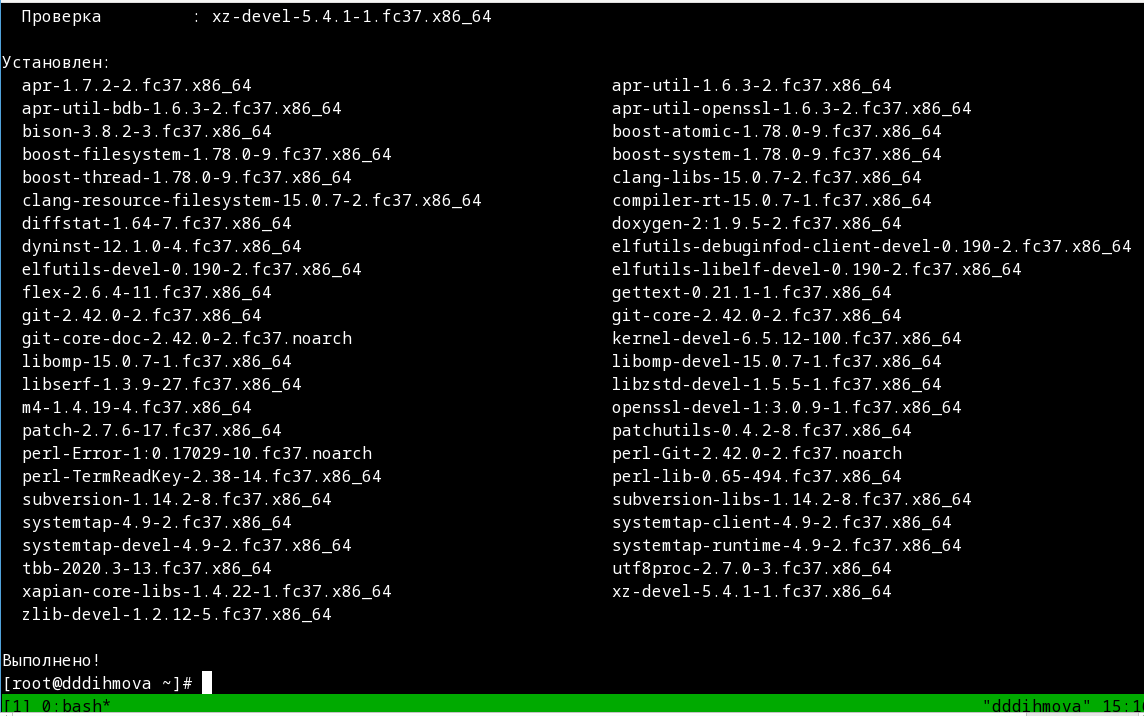 Проверка : xz-devel-5.4.1-1.fc37.x86_64
Установлен:
apr-1.7.2-2.fc37.x86_64 apr-util-1.6.3-2.fc37.x86_64
apr-util-bdb-1.6.3-2.fc37.x86_64 apr-util-openssl-1.6.3-2.fc37.x86_64
bison-3.8.2-3.fc37.x86_64 boost-atomic-1.78.0-9.fc37.x86_64
boost-filesystem-1.78.0-9.fc37.x86_64 boost-system-1.78.0-9.fc37.x86_64
boost-thread-1.78.0-9.fc37.x86_64 clang-libs-15.0.7-2.fc37.x86_64
clang-resource-filesystem-15.0.7-2.fc37.x86_64 compiler-rt-15.0.7-1.fc37.x86_64
diffstat-1.64-7.fc37.x86_64 doxygen-2:1.9.5-2.fc37.x86_64
dyninst-12.1.0-4.fc37.x86_64 elfutils-debuginfod-client-devel-0.190-2.fc37.x86_64
elfutils-devel-0.190-2.fc37.x86_64 elfutils-libelf-devel-0.190-2.fc37.x86_64
flex-2.6.4-11.fc37.x86_64 gettext-0.21.1-1.fc37.x86_64
git-2.42.0-2.fc37.x86_64 git-core-2.42.0-2.fc37.x86_64
git-core-doc-2.42.0-2.fc37.noarch kernel-devel-6.5.12-100.fc37.x86_64
libomp-15.0.7-1.fc37.x86_64 libomp-devel-15.0.7-1.fc37.x86_64
libserf-1.3.9-27.fc37.x86_64 libzstd-devel-1.5.5-1.fc37.x86_64
m4-1.4.19-4.fc37.x86_64 openssl-devel-1:3.0.9-1.fc37.x86_64
patch-2.7.6-17.fc37.x86_64 patchutils-0.4.2-8.fc37.x86_64
perl-Error-1:0.17029-10.fc37.noarch perl-Git-2.42.0-2.fc37.noarch
perl-TermReadKey-2.38-14.fc37.x86_64 perl-lib-0.65-494.fc37.x86_64
subversion-1.14.2-8.fc37.x86_64 subversion-libs-1.14.2-8.fc37.x86_64
systemtap-4.9-2.fc37.x86_64 systemtap-client-4.9-2.fc37.x86_64
systemtap-devel-4.9-2.fc37.x86_64 systemtap-runtime-4.9-2.fc37.x86_64
tbb-2020.3-13.fc37.x86_64 utf8proc-2.7.0-3.fc37.x86_64
xapian-core-libs-1.4.22-1.fc37.x86_64 xz-devel-5.4.1-1.fc37.x86_64
zlib-devel-1.2.12-5.fc37.x86_64
Выполнено!
[root@dddihmova ~]#
[1] 0:bash* "dddihmova"